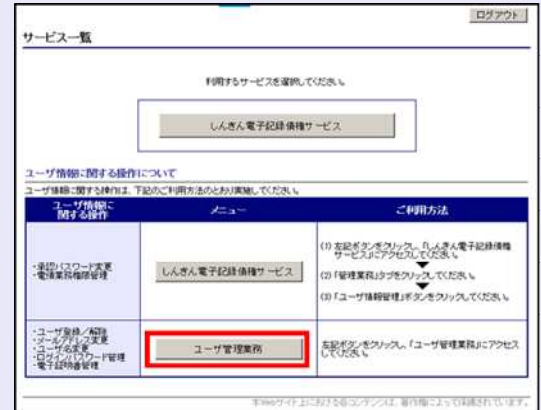 ログアウト
サービス一覧
利用するサービスを選択してください。
しんきん電子記録債権サービス
ユーザ情報に関する操作について
ユーザ情報に関する操作は、下記のご利用方法のとおり実施してください。
ユーザ情報に
関する操作
メニュー
ご利用方法
・承認パスワード変更
・電債業務権限管理
しんきん電子記録債権サービス
(1) 左記ボタンをクリックし、「しんきん電子記録債権
サービス」にアクセスしてください。
▼
(2) 「管理業務」タブをクリックしてください。
▼
(3) 「ユーザ情報管理」ボタンをクリックしてください。
・ユーザ登録/解除
・メールアドレス変更
・ユーザ名変更
・ログインパスワード管理
・電子証明書管理
ユーザ管理業務
左記ボタンをクリックし、「ユーザ管理業務」にアクセス
してください。
本Webサイト上における各コンテンツは、著作権によって保護されています。